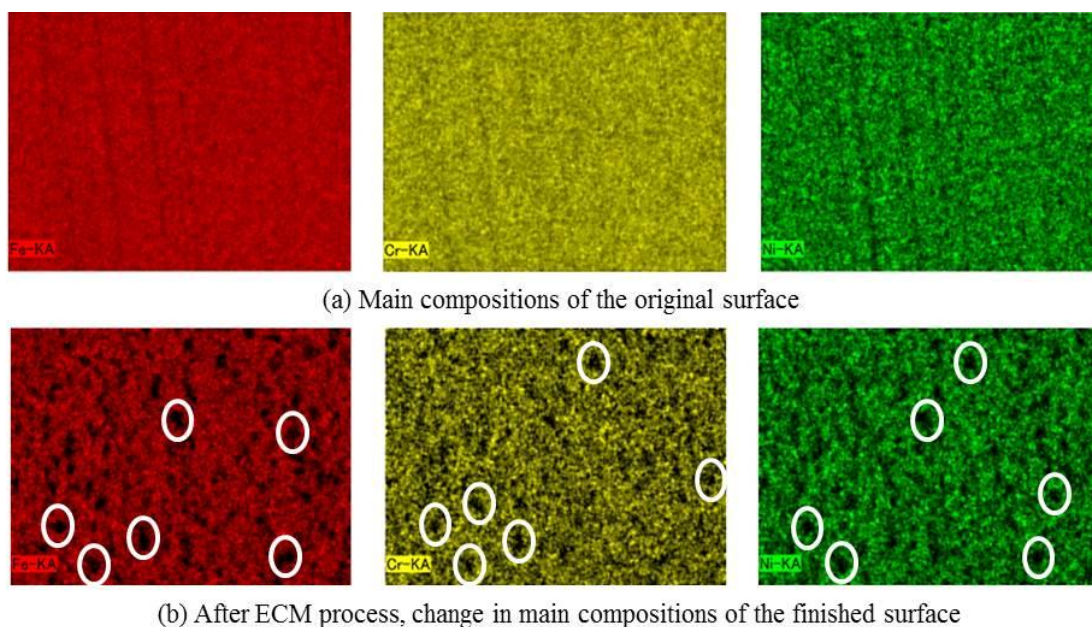 Fe-KA
Cr-KA
Ni-KA
(a) Main compositions of the original surface
Fe-KA
Cr-KA
Ni-KA
(b) After ECM process, change in main compositions of the finished surface